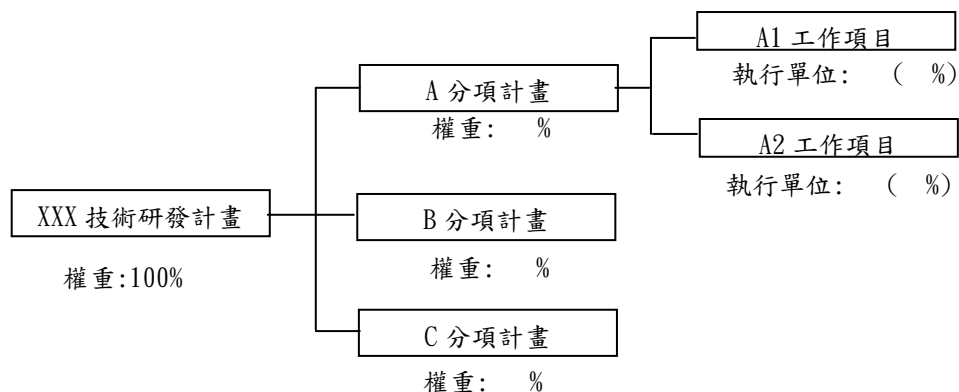 A1 工作項目
執行單位:　( %)
A 分項計畫
權重:　%
A2 工作項目
執行單位:　( %)
XXX 技術研發計畫
權重:100%
B 分項計畫
權重:　%
C 分項計畫
權重:　%